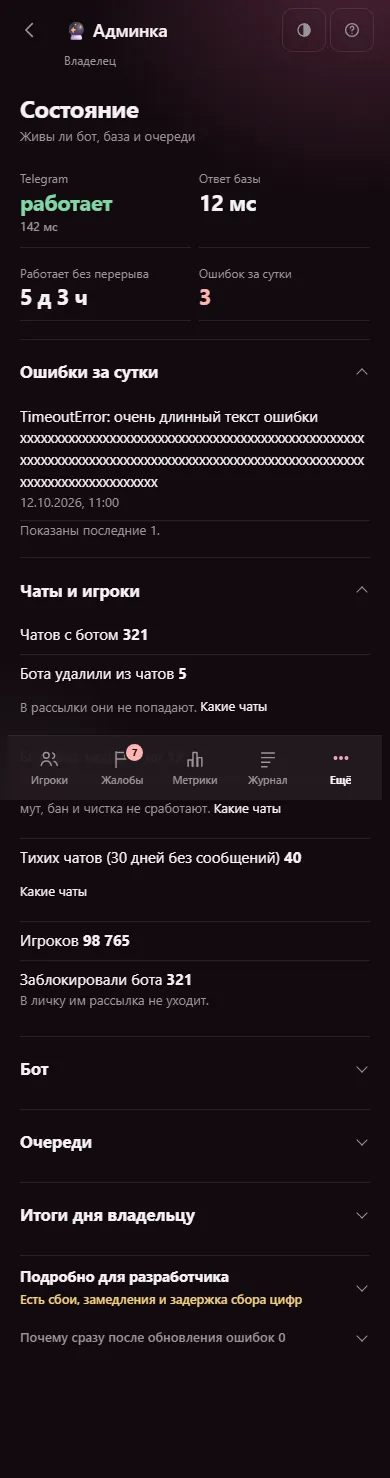 Админка
Владелец
Состояние
Живы ли бот, база и очереди
Telegram
работает
142 мс
Ответ базы
12 мс
Работает без перерыва
5 д 3 ч
Ошибок за сутки
3
Ошибки за сутки
TimeoutError: очень длинный текст ошибки
xxxxxxxxxxxxxxxxxxxxxxxxxxxxxxxxxxxxxxxxxxxxxxxxxx
xxxxxxxxxxxxxxxxxxxxxxxxxxxxxxxxxxxxxxxxxxxxxxxxxx
xxxxxxxxxxxxxxxxxxxx
12.10.2026, 11:00
Показаны последние 1.
Чаты и игроки
Чатов с ботом 321
Бота удалили из чатов 5
В рассылки они не попадают. Какие чаты
7
Игроки
Жалобы
Метрики
Журнал
Ещё
мут, бан и чистка не сработают. Какие чаты
Тихих чатов (30 дней без сообщений) 40
Какие чаты
Игроков 98 765
Заблокировали бота 321
В личку им рассылка не уходит.
Бот
Очереди
Итоги дня владельцу
Подробно для разработчика
Есть сбои, замедления и задержка сбора цифр
Почему сразу после обновления ошибок 0